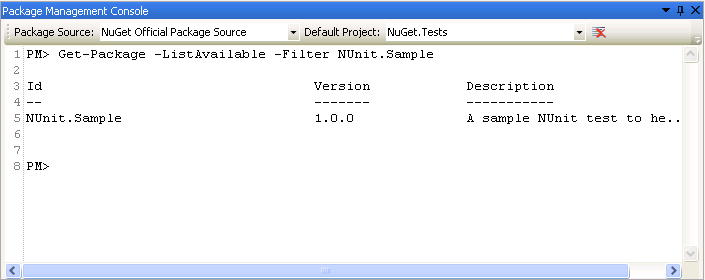 Package Management Console
Package Source: NuGet Official Package Source Default Project: NuGet.Tests
1 PM> Get-Package -ListAvailable -Filter NUnit.Sample
2
3 Id Version Description
4 -- ------- -----------
5 NUnit.Sample 1.0.0 A sample NUnit test to he..
6
7
8 PM>